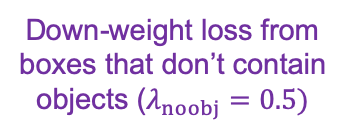 Down-weight loss from
boxes that don’t contain
objects (λnoobj = 0.5)